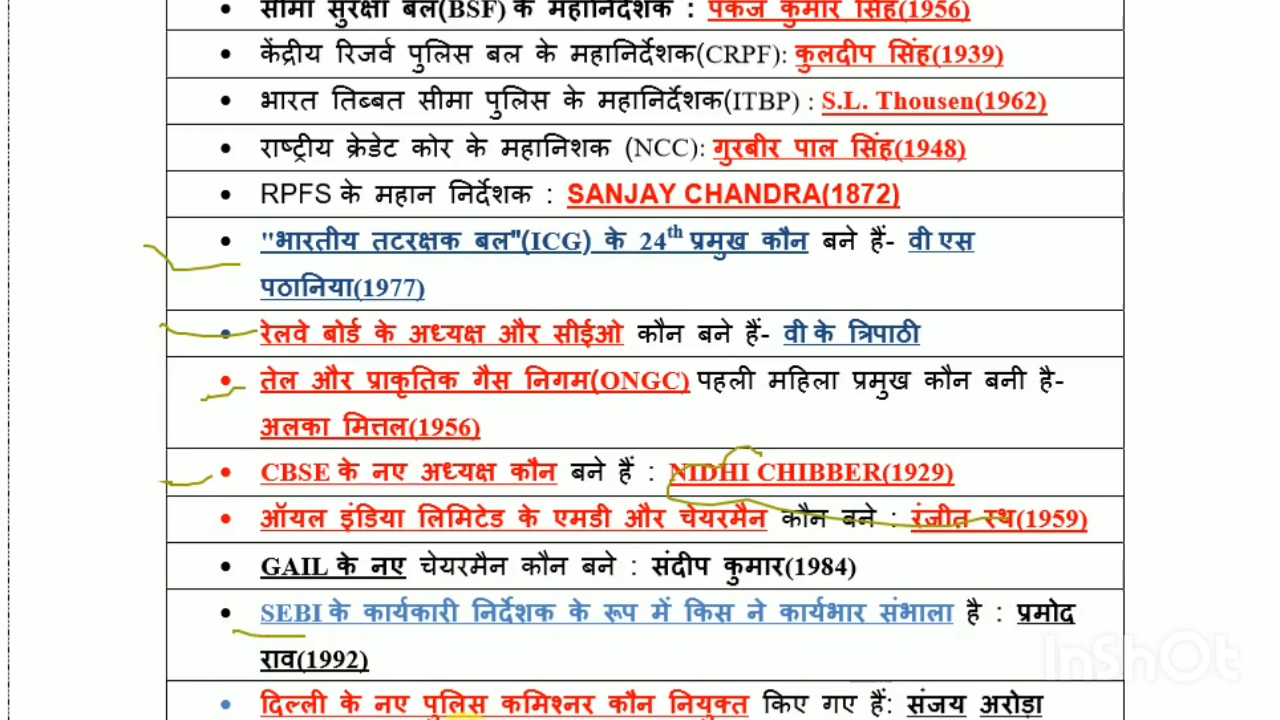 सीमा सुरक्षा बल(BSF) के महानिर्देशक : पंकज कुमार सिंह(1956)
केंद्रीय रिजर्व पुलिस बल के महानिर्देशक(CRPF): कुलदीप सिंह(1939)
भारत तिब्बत सीमा पुलिस के महानिर्देशक(ITBP) : S.L. Thousen(1962)
राष्ट्रीय क्रेडेट कोर के महानिशक (NCC): गुरबीर पाल सिंह(1948)
RPFS के महान निर्देशक : SANJAY CHANDRA(1872)
"भारतीय तटरक्षक बल"(ICG) के 24th प्रमुख कौन बने हैं- वी एस
पठानिया(1977)
रेलवे बोर्ड के अध्यक्ष और सीईओ कौन बने हैं- वी के त्रिपाठी
तेल और प्राकृतिक गैस निगम(ONGC) पहली महिला प्रमुख कौन बनी है-
अलका मित्तल(1956)
CBSE के नए अध्यक्ष कौन बने हैं : NIDHI CHIBBER(1929)
ऑयल इंडिया लिमिटेड के एमडी और चेयरमैन कौन बने : रंजीत रथ(1959)
GAIL के नए चेयरमैन कौन बने : संदीप कुमार(1984)
SEBI के कार्यकारी निर्देशक के रूप में किस ने कार्यभार संभाला है : प्रमोद
राव(1992)
InShOt
दिल्ली के नए पुलिस कमिश्नर कौन नियुक्त किए गए हैं: संजय अरोड़ा